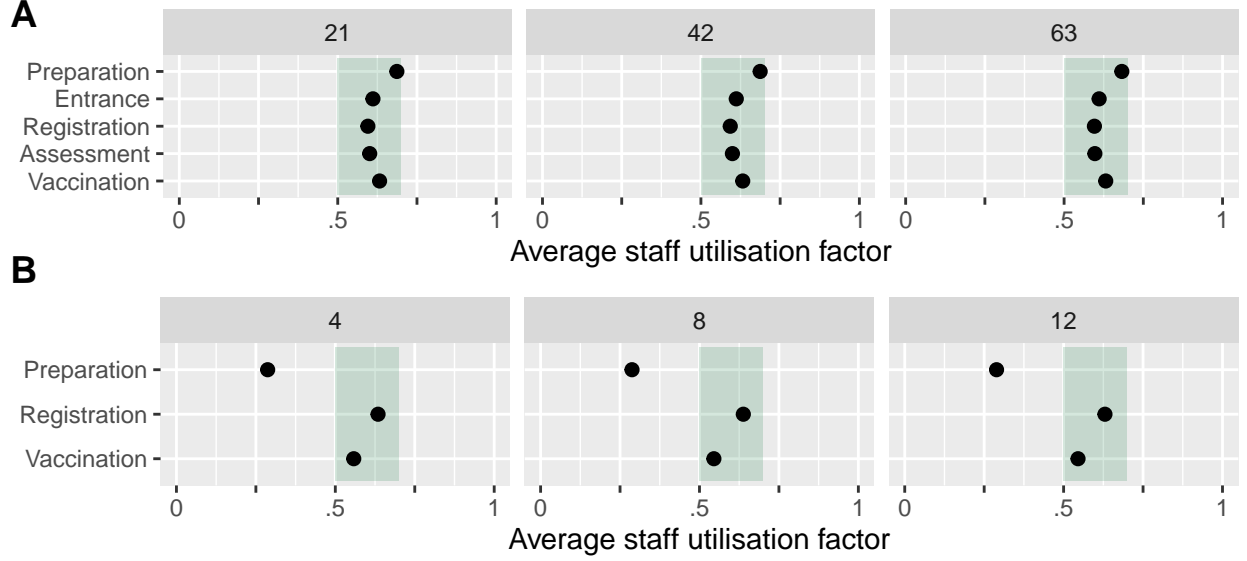 A
21 42 63
Preparation
Entrance
Registration
Assessment
Vaccination
0 .5 1 0 .5 1 0 .5 1
Average staff utilisation factor
B
4 8 12
Preparation
Registration
Vaccination
0 .5 1 0 .5 1 0 .5 1
Average staff utilisation factor